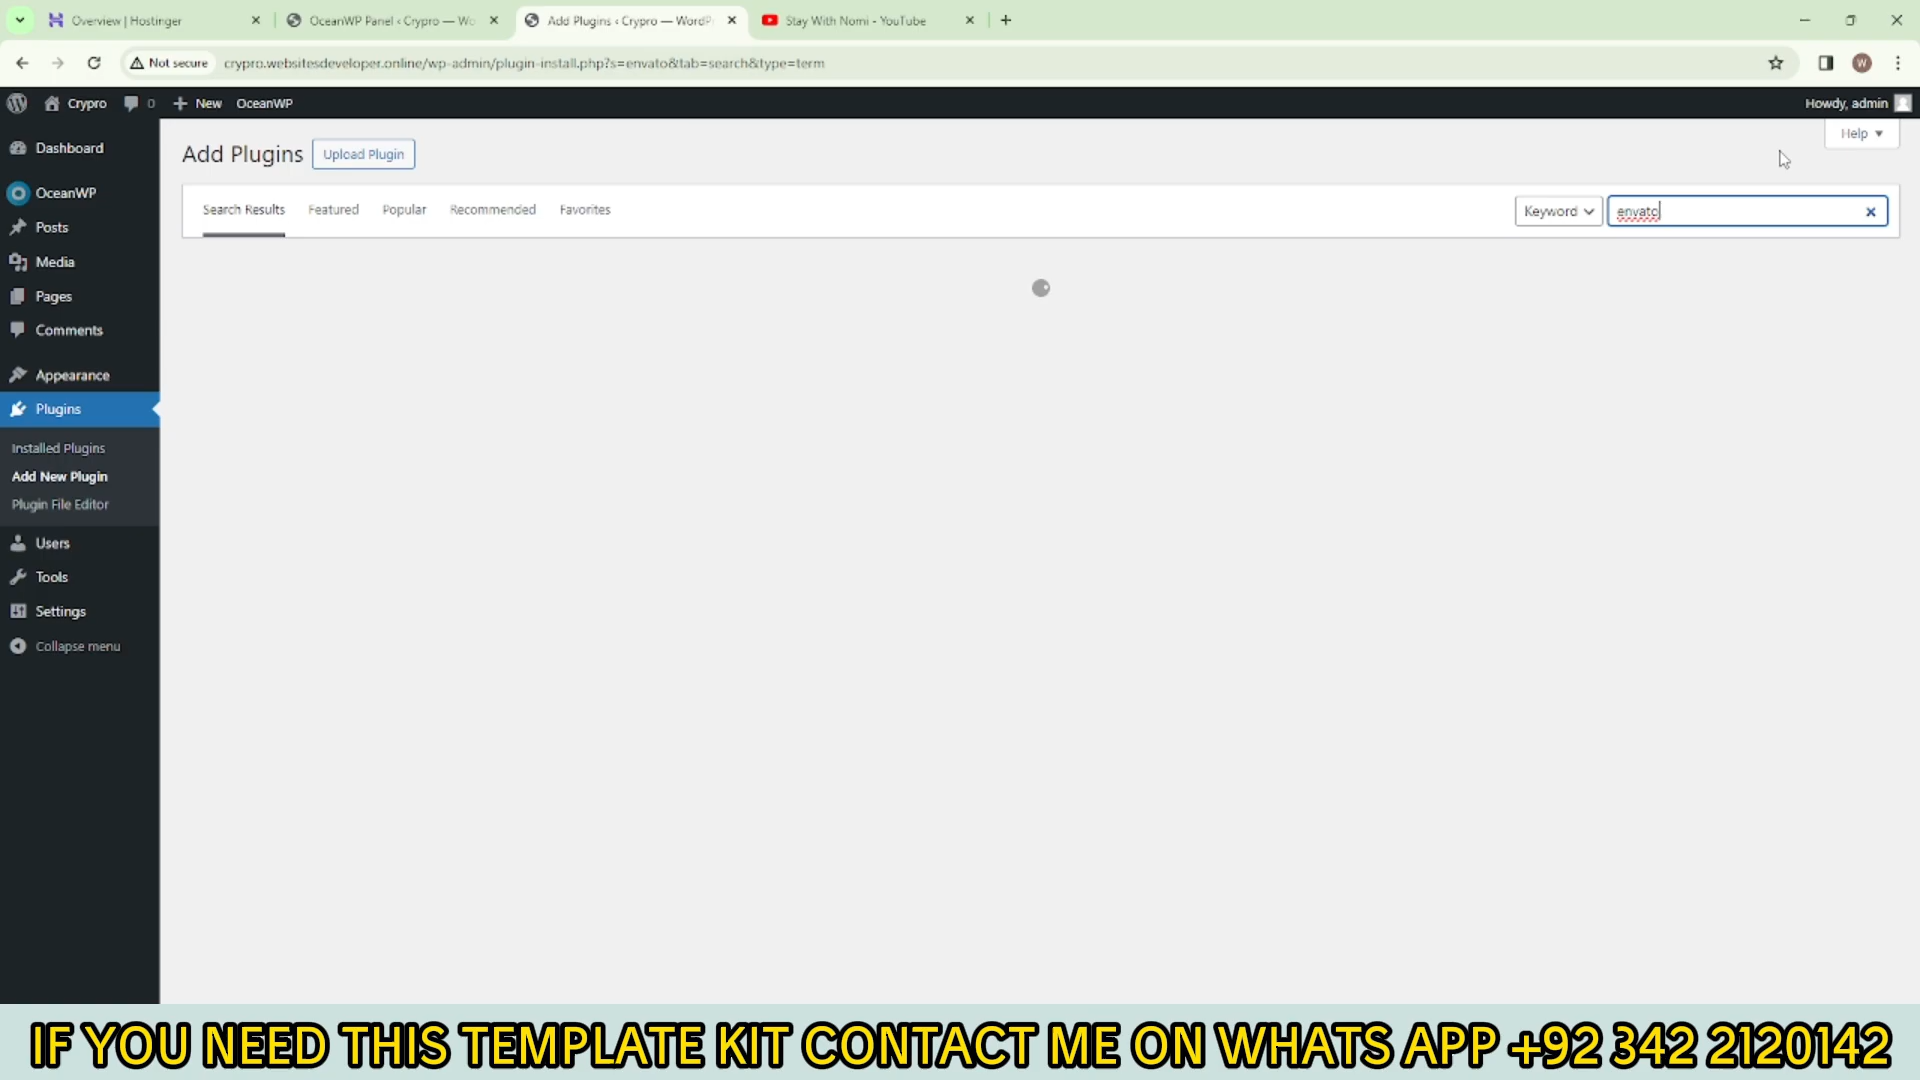 Overview | Hostinger
OceanWP Panel ‹ Crypro — Wo
Add Plugins ‹ Crypro — WordP
Stay With Nomi - YouTube
Not secure
crypro.websitesdeveloper.online/wp-admin/plugin-install.php?s=envato&tab=search&type=term
W
Crypro
0
New
OceanWP
Howdy, admin
Help
Dashboard
OceanWP
Posts
Media
Pages
Comments
Appearance
Plugins
Installed Plugins
Add New Plugin
Plugin File Editor
Users
Tools
Settings
Collapse menu
Add Plugins
Upload Plugin
Search Results
Featured
Popular
Recommended
Favorites
Keyword
envato
IF YOU NEED THIS TEMPLATE KIT CONTACT ME ON WHATS APP +92 342 2120142